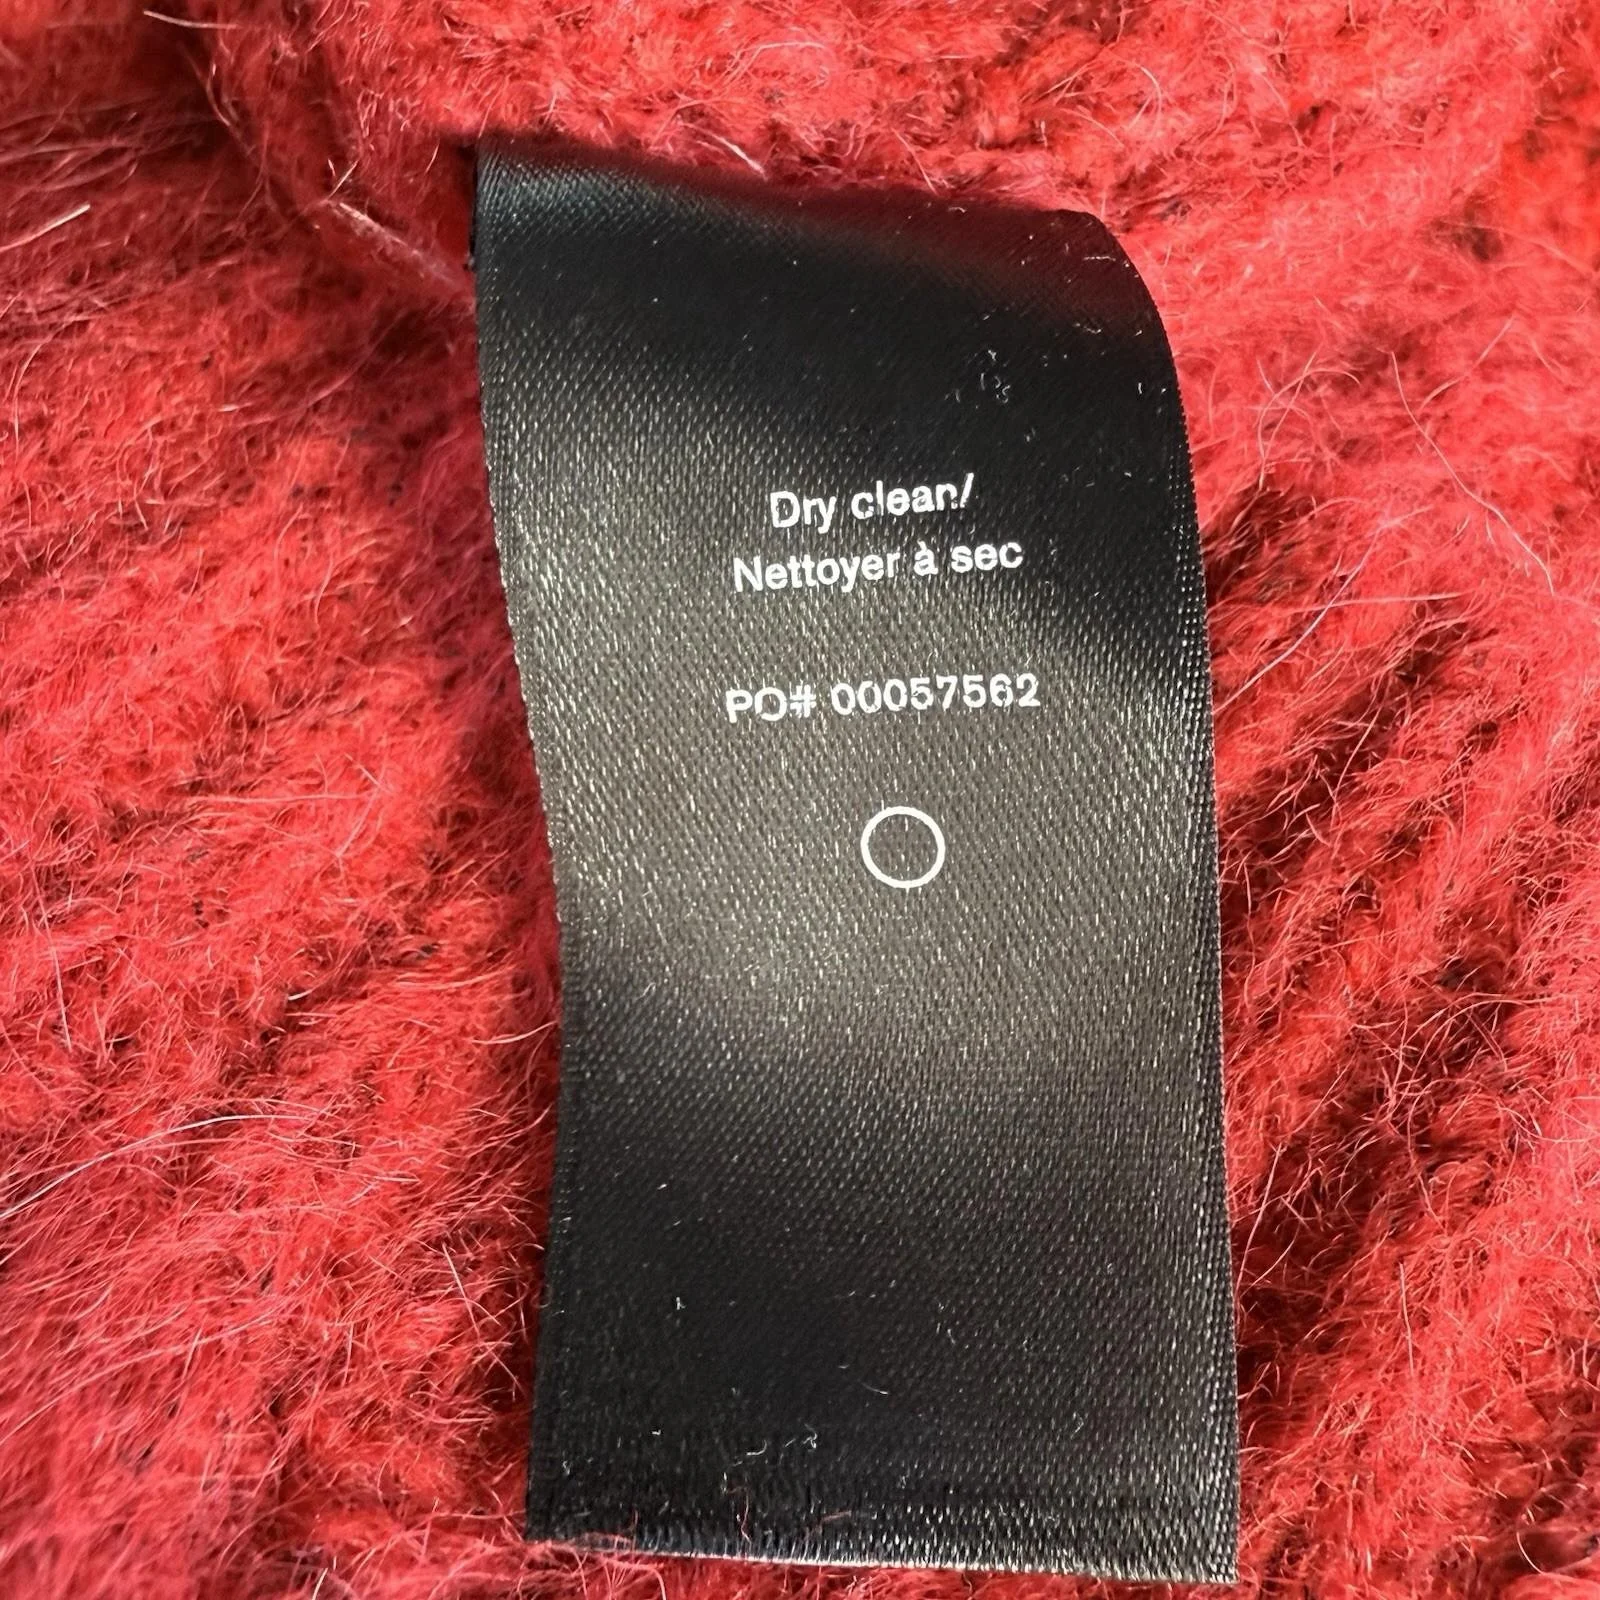 Dry clean/
Nettoyer à sec
PO# 00057562